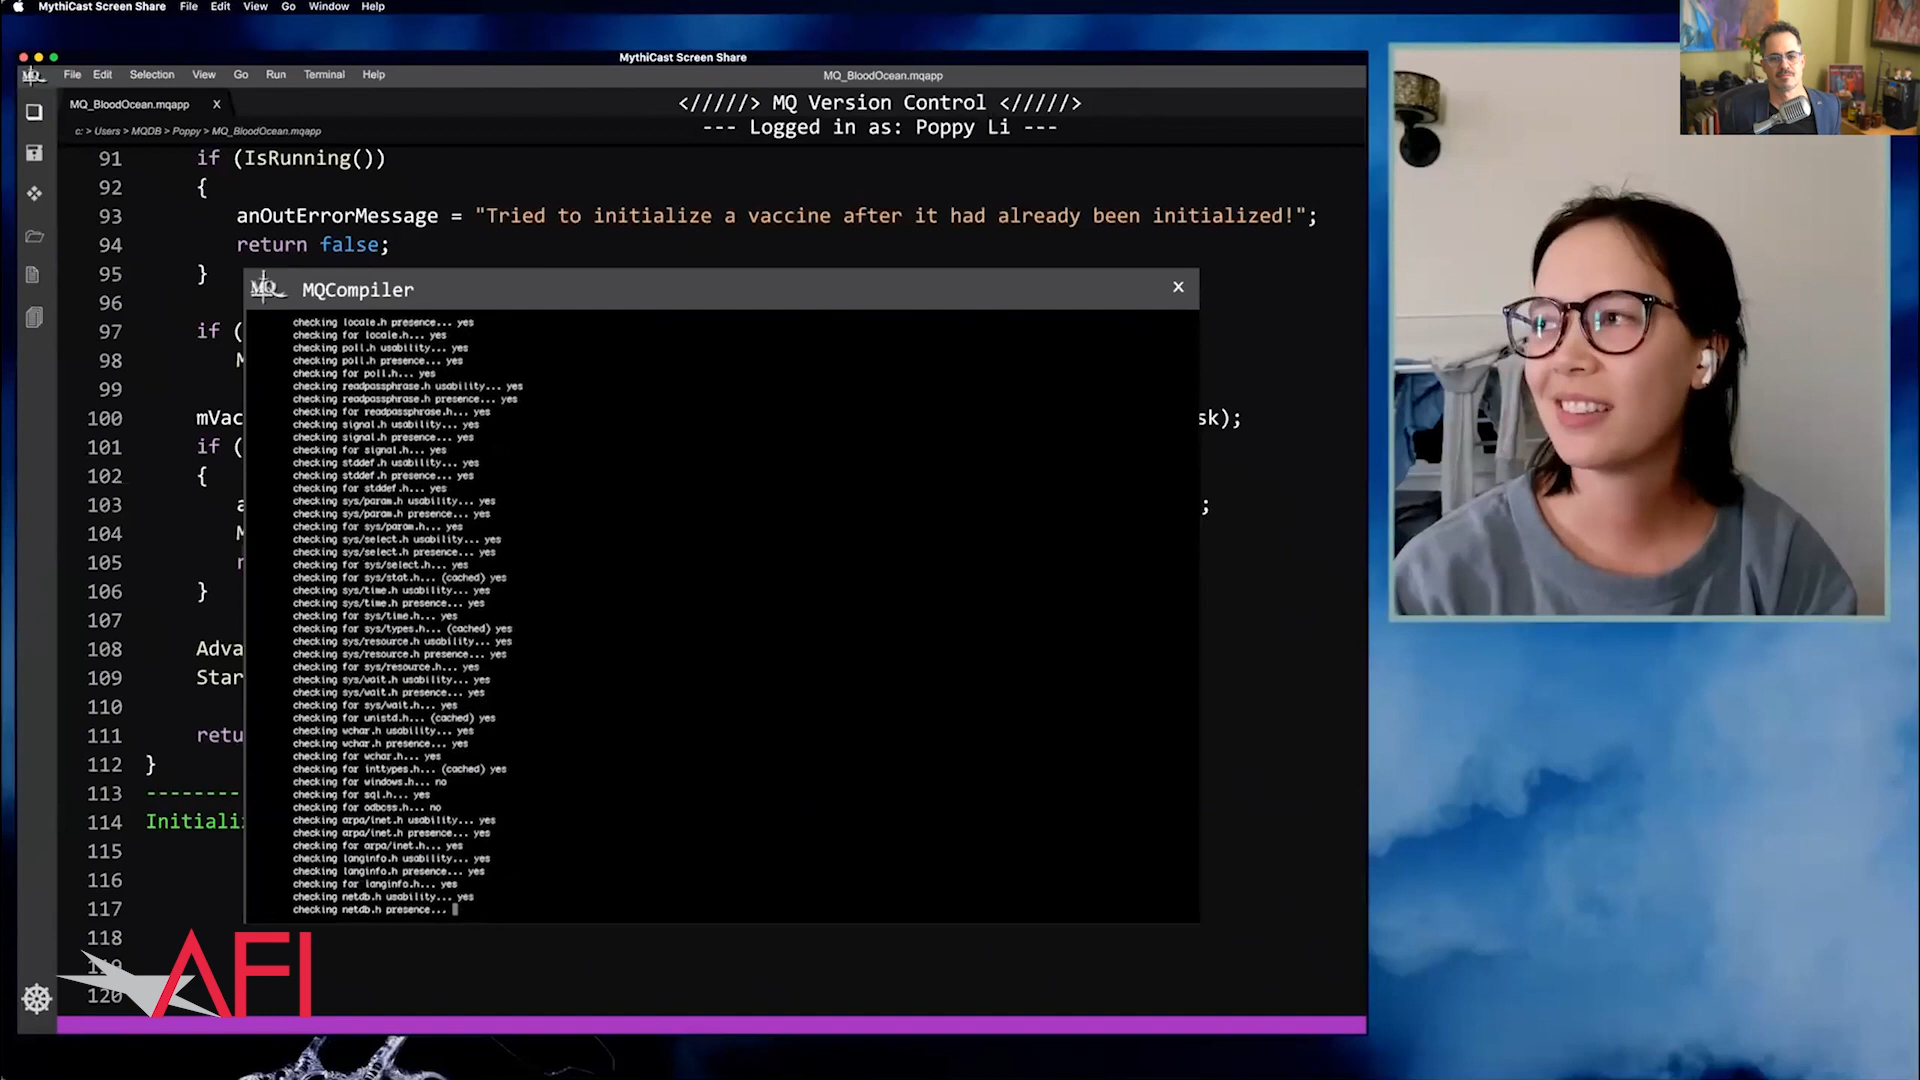 MythiCast Screen Share File Edit View Go Window Help
MythiCast Screen Share
MQ File Edit Selection View Go Run Terminal Help MQ_BloodOcean.mqapp
MQ_BloodOcean.mqapp X
c: > Users > MQDB > Poppy > MQ_BloodOcean.mqapp
</////> MQ Version Control </////>
--- Logged in as: Poppy Li ---
91 if (IsRunning())
92 {
93 anOutErrorMessage = "Tried to initialize a vaccine after it had already been initialized!";
94 return false;
95 }
96
97 if (
98 M
99
100 mVac sk);
101 if (
102 {
103 a ;
104 M
105 r
106 }
107
108 Adva
109 Star
110
111 retu
112 }
113 --------
114 Initiali
115
116
117
118
119
120
MQ MQCompiler ×
checking locale.h presence... yes
checking for locale.h... yes
checking poll.h usability... yes
checking poll.h presence... yes
checking for poll.h... yes
checking readpassphrase.h usability... yes
checking readpassphrase.h presence... yes
checking for readpassphrase.h... yes
checking signal.h usability... yes
checking signal.h presence... yes
checking for signal.h... yes
checking stddef.h usability... yes
checking stddef.h presence... yes
checking for stddef.h... yes
checking sys/param.h usability... yes
checking sys/param.h presence... yes
checking for sys/param.h... yes
checking sys/select.h usability... yes
checking sys/select.h presence... yes
checking for sys/select.h... yes
checking for sys/stat.h... (cached) yes
checking sys/time.h usability... yes
checking sys/time.h presence... yes
checking for sys/time.h... yes
checking for sys/types.h... (cached) yes
checking sys/resource.h usability... yes
checking sys/resource.h presence... yes
checking for sys/resource.h... yes
checking sys/wait.h usability... yes
checking sys/wait.h presence... yes
checking for sys/wait.h... yes
checking for unistd.h... (cached) yes
checking wchar.h usability... yes
checking wchar.h presence... yes
checking for wchar.h... yes
checking for inttypes.h... (cached) yes
checking for windows.h... no
checking for sql.h... yes
checking for odbcss.h... no
checking arpa/inet.h usability... yes
checking arpa/inet.h presence... yes
checking for arpa/inet.h... yes
checking langinfo.h usability... yes
checking langinfo.h presence... yes
checking for langinfo.h... yes
checking netdb.h usability... yes
checking netdb.h presence...
AFI